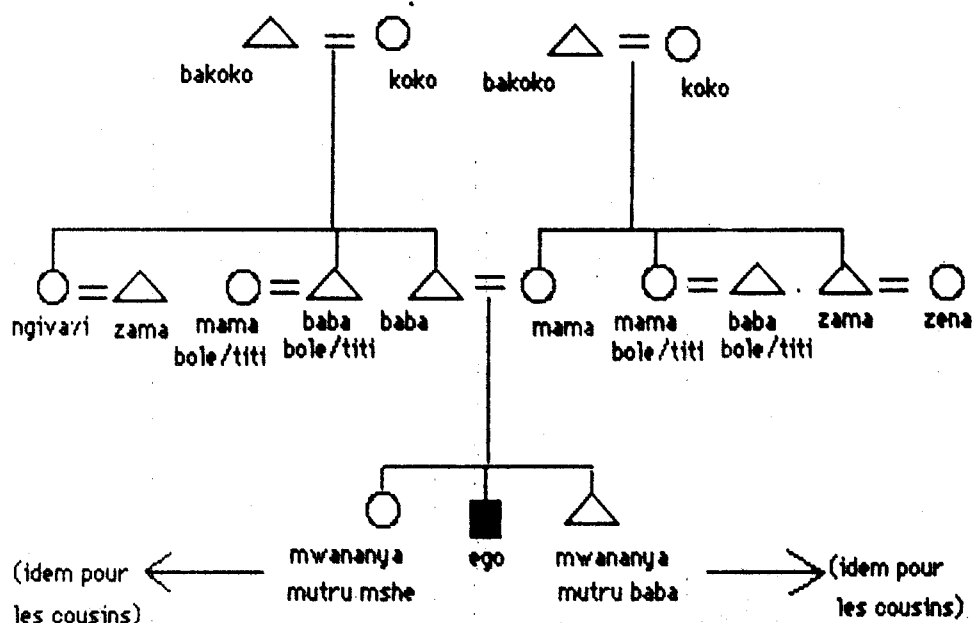 bakoko koko bakoko koko
ngivavi zama mama bole/titi baba bole/titi baba mama mama bole/titi baba bole/titi zama zena
mwananya mutru mshe ego mwananya mutru baba
(idem pour les cousins)
(idem pour les cousins)